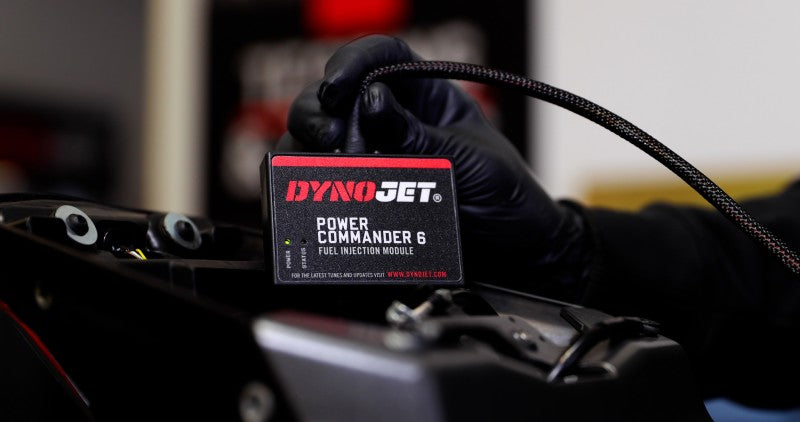 DYNOJET®
POWER
COMMANDER 6
FUEL INJECTION MODULE
POWER
STATUS
FOR THE LATEST TUNES AND UPDATES VISIT WWW.DYNOJET.COM